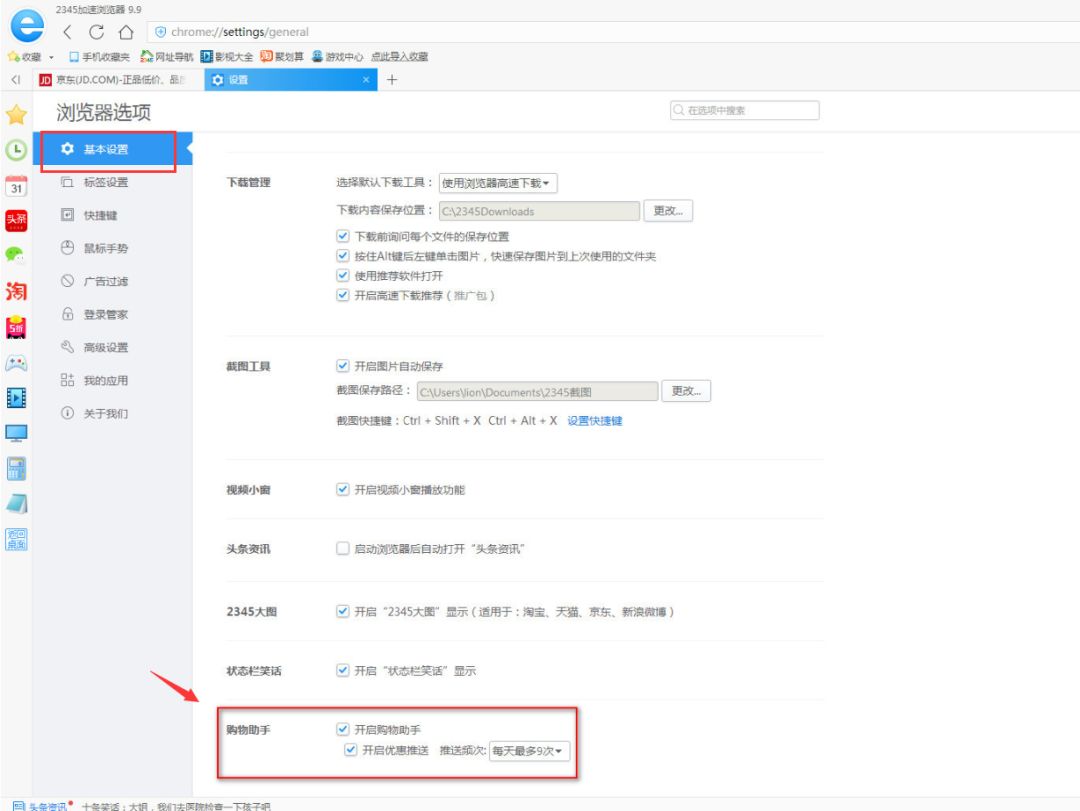 2345加速浏览器 9.9
chrome://settings/general
收藏 手机收藏夹 网址导航 影视大全 聚划算 游戏中心 点此导入收藏
JD 京东(JD.COM)-正品低价、品 设置
浏览器选项
在选项中搜索
基本设置
标签设置
快捷键
鼠标手势
广告过滤
登录管家
高级设置
我的应用
关于我们
31
头条
淘
5折
返回
桌面
下载管理 选择默认下载工具： 使用浏览器高速下载
下载内容保存位置： C:\2345Downloads 更改...
下载前询问每个文件的保存位置
按住Alt键后左键单击图片，快速保存图片到上次使用的文件夹
使用推荐软件打开
开启高速下载推荐（推广包）
截图工具 开启图片自动保存
截图保存路径： C:\Users\lion\Documents\2345截图 更改...
截图快捷键：Ctrl + Shift + X Ctrl + Alt + X 设置快捷键
视频小窗 开启视频小窗播放功能
头条资讯 启动浏览器后自动打开“头条资讯”
2345大图 开启“2345大图”显示（适用于：淘宝、天猫、京东、新浪微博）
状态栏笑话 开启“状态栏笑话”显示
购物助手 开启购物助手
开启优惠推送 推送频次: 每天最多9次
头条资讯 十条笑话：大姐，我们去医院检查一下孩子吧